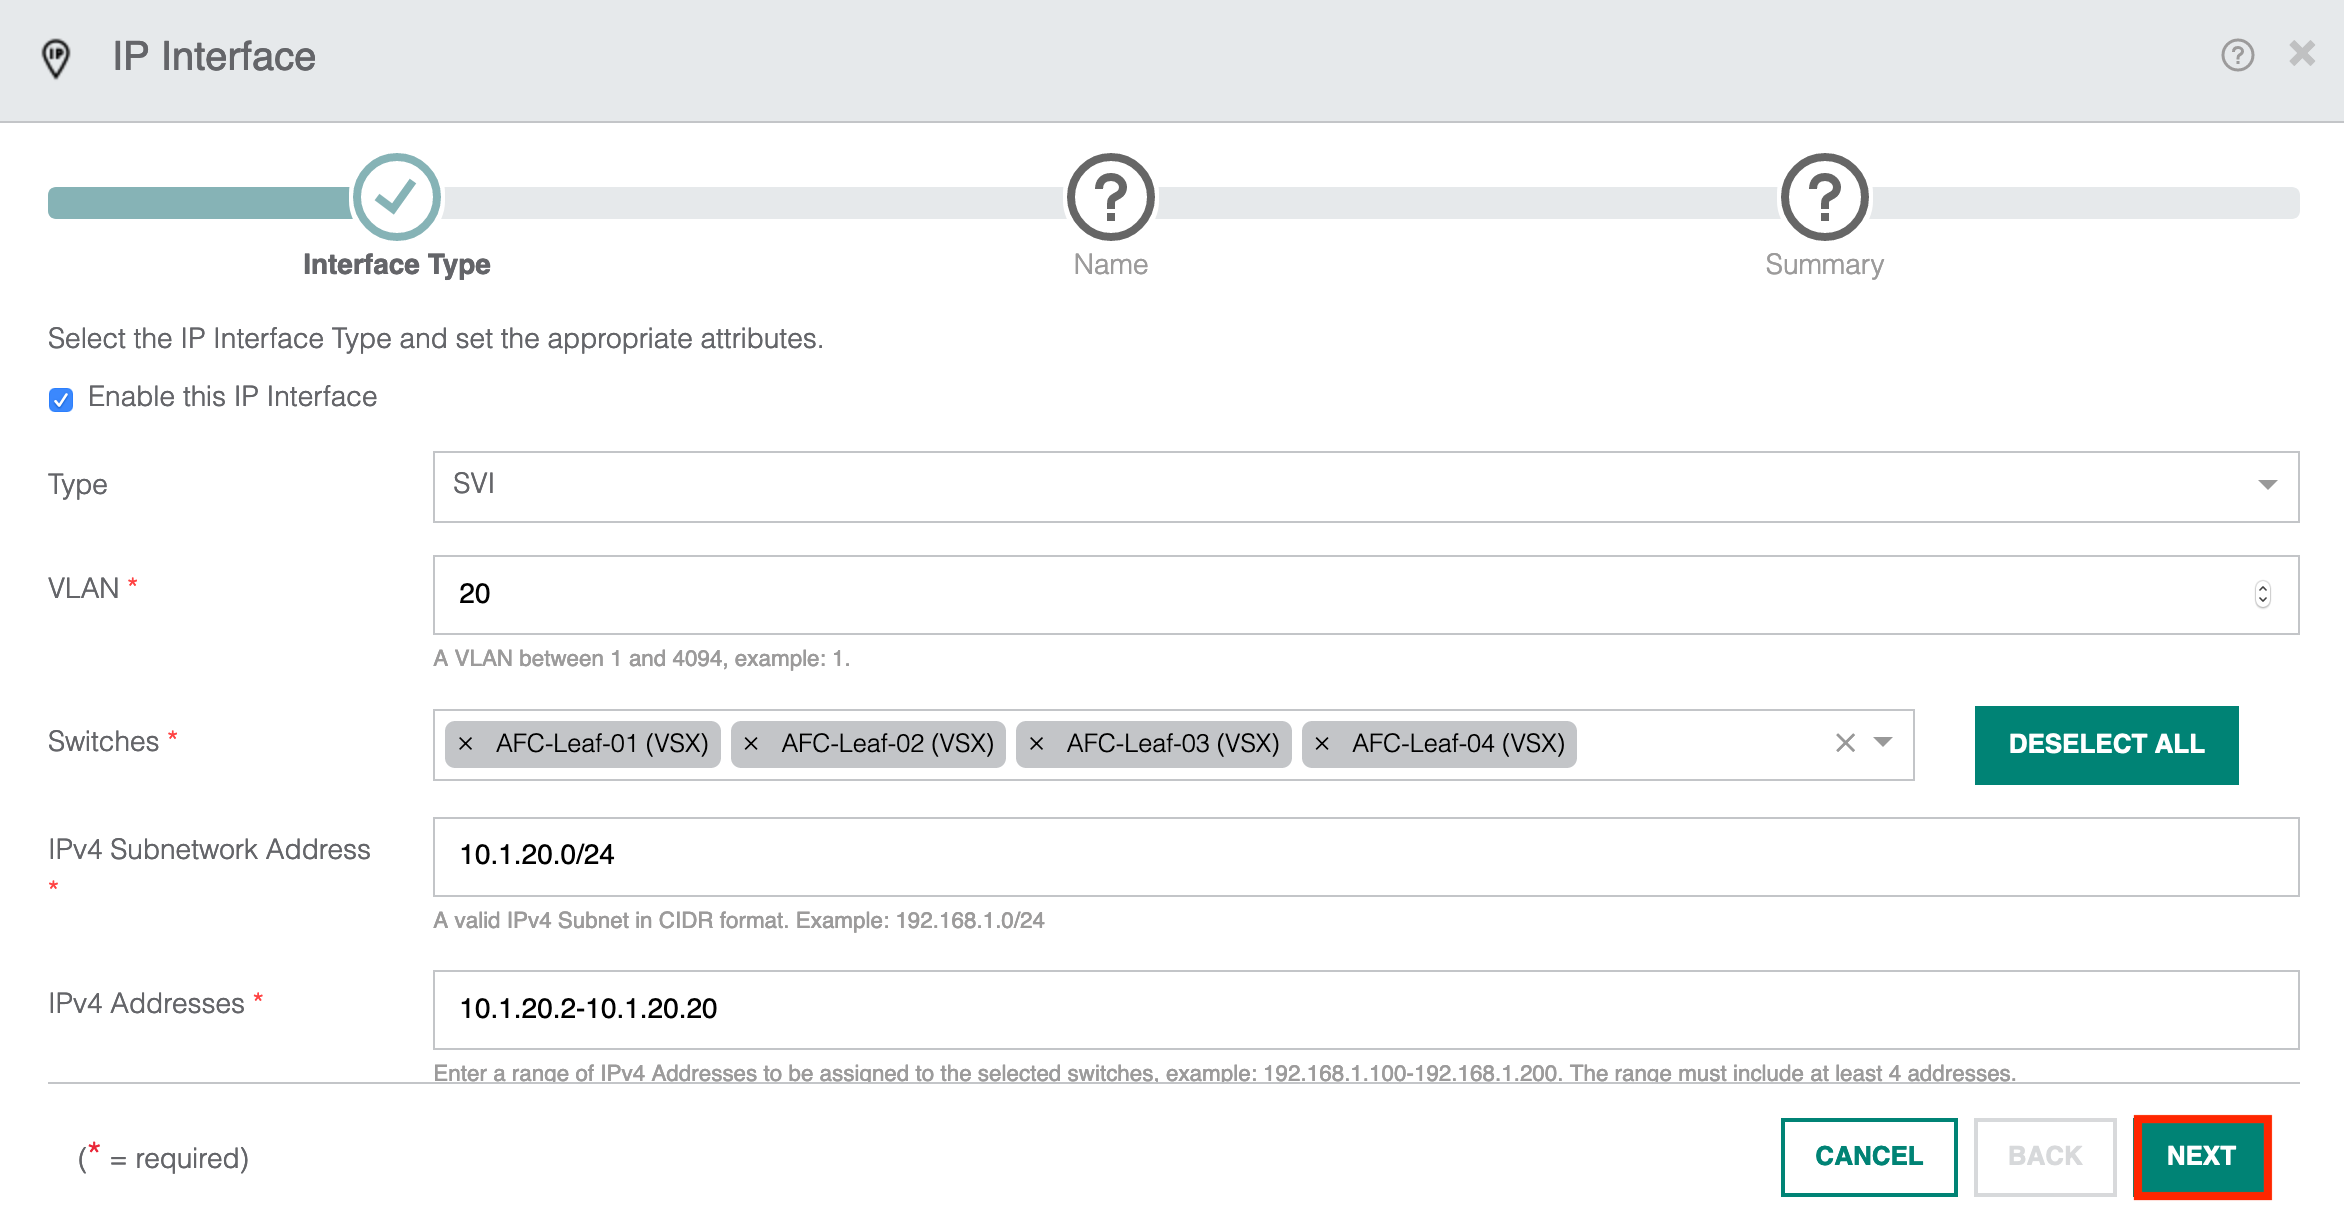 IP
IP Interface
?
?
?
Interface Type
Name
Summary
Select the IP Interface Type and set the appropriate attributes.
Enable this IP Interface
Type
SVI
VLAN *
20
A VLAN between 1 and 4094, example: 1.
Switches *
× AFC-Leaf-01 (VSX) × AFC-Leaf-02 (VSX) × AFC-Leaf-03 (VSX) × AFC-Leaf-04 (VSX)
DESELECT ALL
IPv4 Subnetwork Address
*
10.1.20.0/24
A valid IPv4 Subnet in CIDR format. Example: 192.168.1.0/24
IPv4 Addresses *
10.1.20.2-10.1.20.20
Enter a range of IPv4 Addresses to be assigned to the selected switches, example: 192.168.1.100-192.168.1.200. The range must include at least 4 addresses.
(* = required)
CANCEL
BACK
NEXT